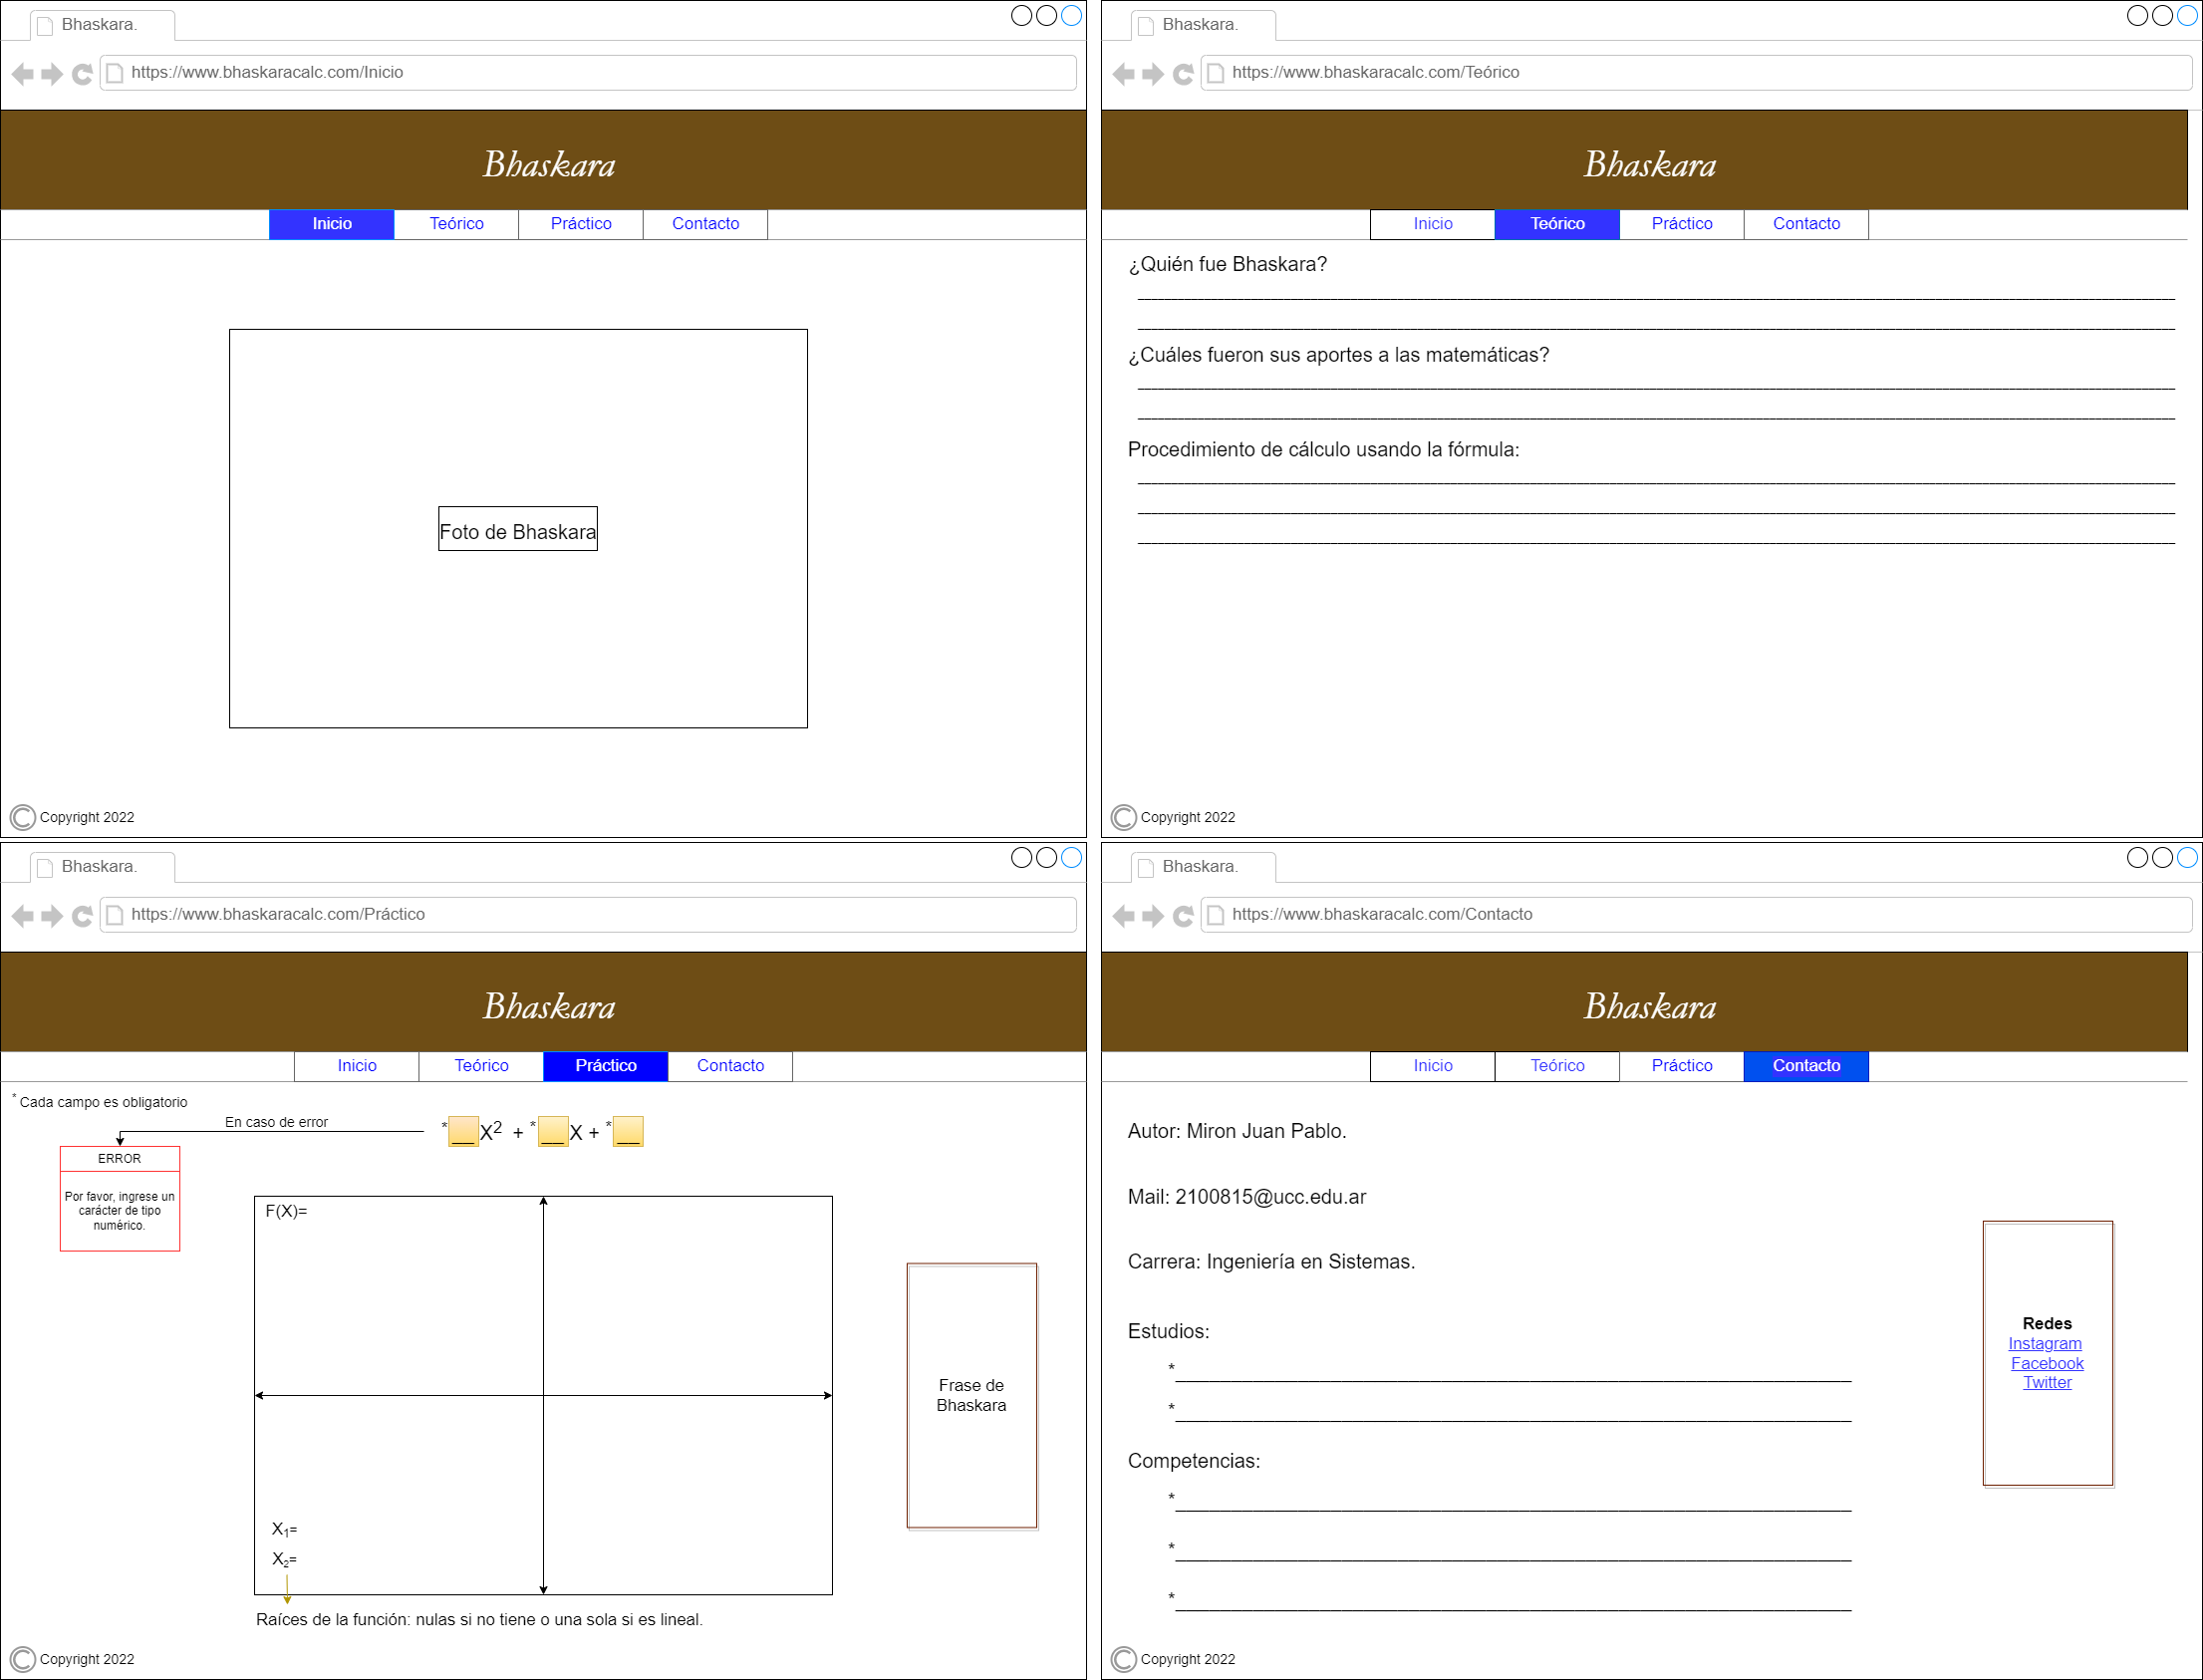 Bhaskara.
https://www.bhaskaracalc.com/Inicio
Bhaskara
Inicio Teórico Práctico Contacto
Foto de Bhaskara
© Copyright 2022
Bhaskara.
https://www.bhaskaracalc.com/Teórico
Bhaskara
Inicio Teórico Práctico Contacto
¿Quién fue Bhaskara?
¿Cuáles fueron sus aportes a las matemáticas?
Procedimiento de cálculo usando la fórmula:
© Copyright 2022
Bhaskara.
https://www.bhaskaracalc.com/Práctico
Bhaskara
Inicio Teórico Práctico Contacto
* Cada campo es obligatorio
En caso de error
*__X² + *__X + *__
ERROR
Por favor, ingrese un
carácter de tipo
numérico.
F(X)=
X₁=
X₂=
Raíces de la función: nulas si no tiene o una sola si es lineal.
Frase de
Bhaskara
© Copyright 2022
Bhaskara.
https://www.bhaskaracalc.com/Contacto
Bhaskara
Inicio Teórico Práctico Contacto
Autor: Miron Juan Pablo.
Mail: 2100815@ucc.edu.ar
Carrera: Ingeniería en Sistemas.
Estudios:
*
*
Competencias:
*
*
*
Redes
Instagram
Facebook
Twitter
© Copyright 2022